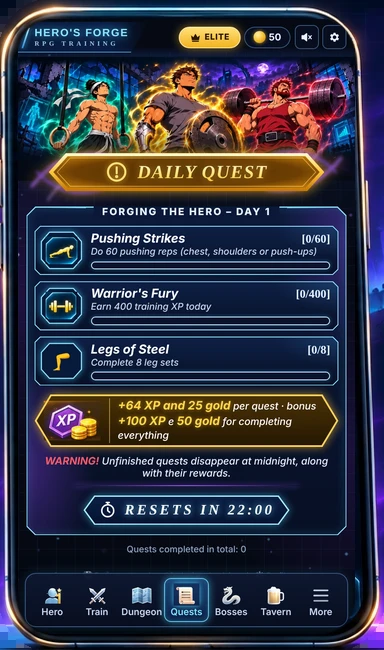 HERO'S FORGE
RPG TRAINING
ELITE
50
DAILY QUEST
FORGING THE HERO – DAY 1
Pushing Strikes [0/60]
Do 60 pushing reps (chest, shoulders or push-ups)
Warrior's Fury [0/400]
Earn 400 training XP today
Legs of Steel [0/8]
Complete 8 leg sets
XP
+64 XP and 25 gold per quest · bonus
+100 XP e 50 gold for completing
everything
WARNING! Unfinished quests disappear at midnight, along
with their rewards.
RESETS IN 22:00
Quests completed in total: 0
Hero Train Dungeon Quests Bosses Tavern More